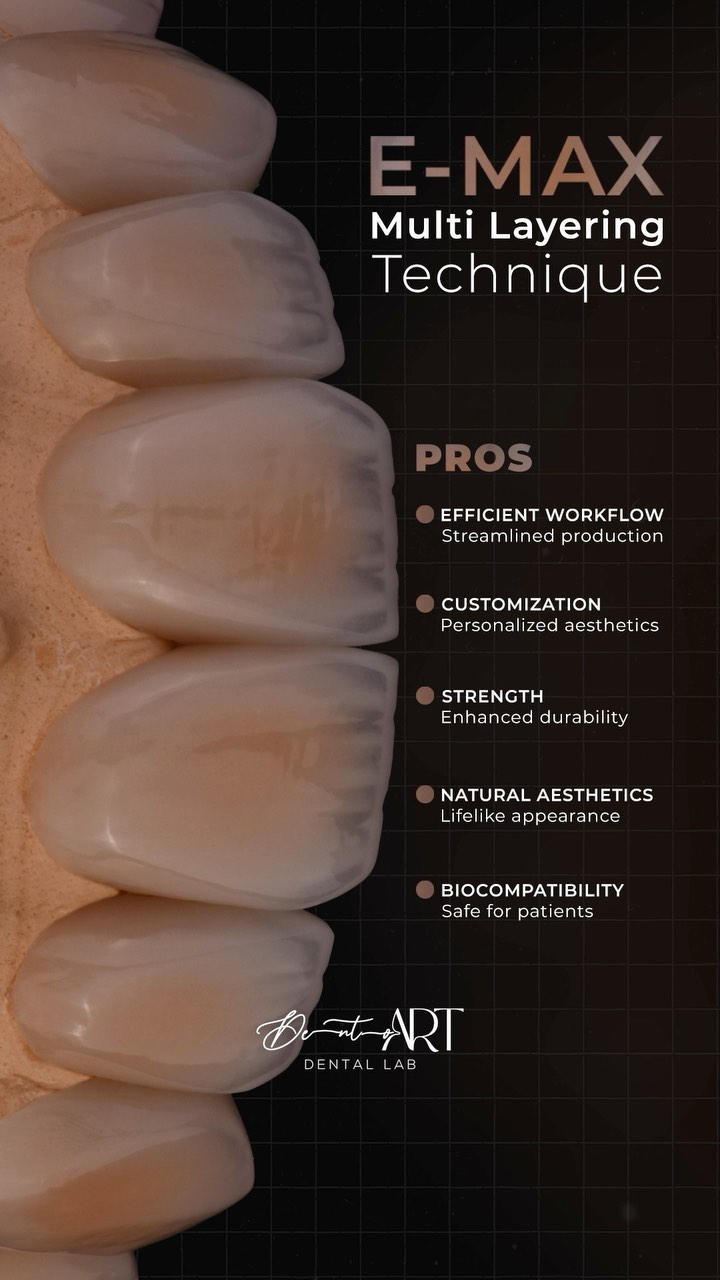 E-MAX
Multi Layering
Technique
PROS
EFFICIENT WORKFLOW
Streamlined production
CUSTOMIZATION
Personalized aesthetics
STRENGTH
Enhanced durability
NATURAL AESTHETICS
Lifelike appearance
BIOCOMPATIBILITY
Safe for patients
DentoART
DENTAL LAB